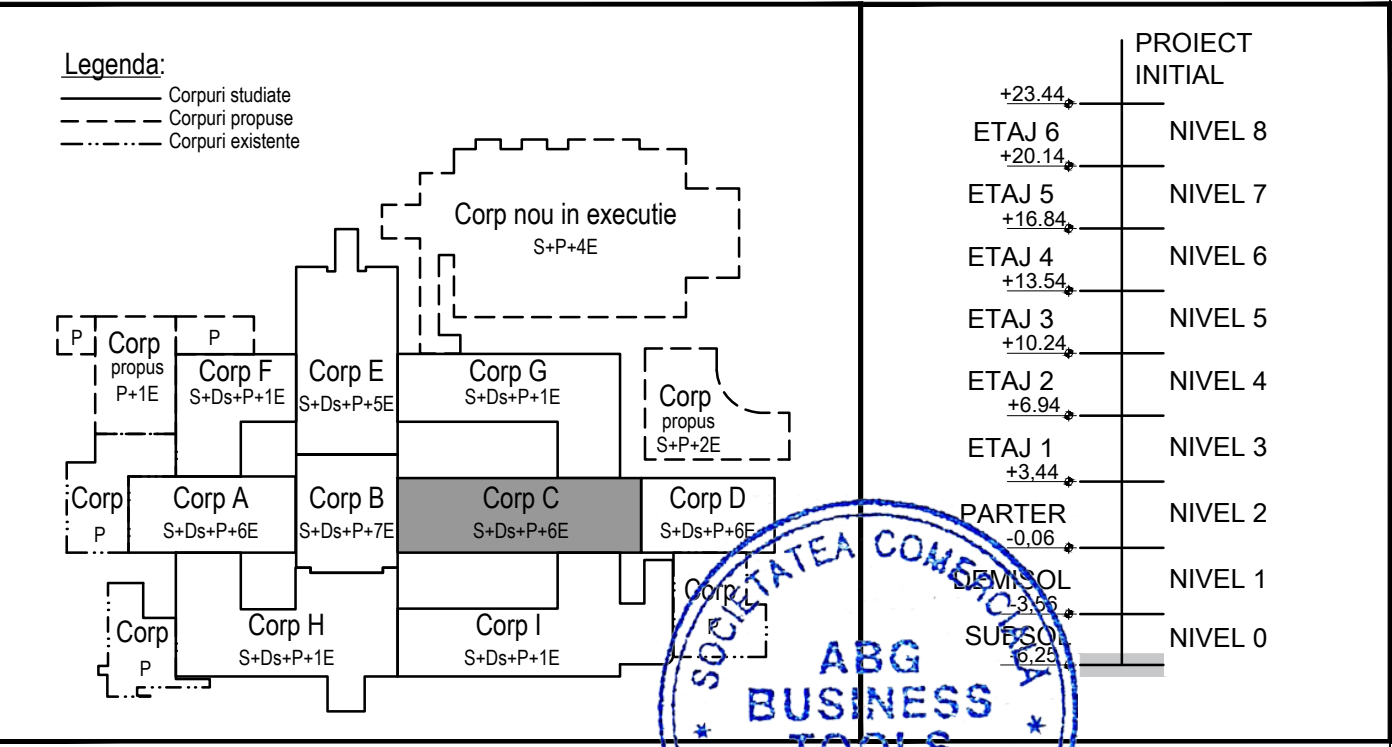 Legenda:
Corpuri studiate
Corpuri propuse
Corpuri existente
Corp nou in executie
S+P+4E
P
Corp
propus
P+1E
P
Corp F
S+Ds+P+1E
Corp E
S+Ds+P+5E
Corp G
S+Ds+P+1E
Corp
propus
S+P+2E
Corp
P
Corp A
S+Ds+P+6E
Corp B
S+Ds+P+7E
Corp C
S+Ds+P+6E
Corp D
S+Ds+P+6E
Corp
P
Corp
P
Corp H
S+Ds+P+1E
Corp I
S+Ds+P+1E
PROIECT
INITIAL
+23.44
ETAJ 6 NIVEL 8
+20.14
ETAJ 5 NIVEL 7
+16.84
ETAJ 4 NIVEL 6
+13.54
ETAJ 3 NIVEL 5
+10.24
ETAJ 2 NIVEL 4
+6.94
ETAJ 1 NIVEL 3
+3,44
PARTER NIVEL 2
-0,06
DEMISOL NIVEL 1
-3,56
SUBSOL NIVEL 0
-6,25
SOCIETATEA COMERCIALA
ABG
BUSINESS
TOOLS